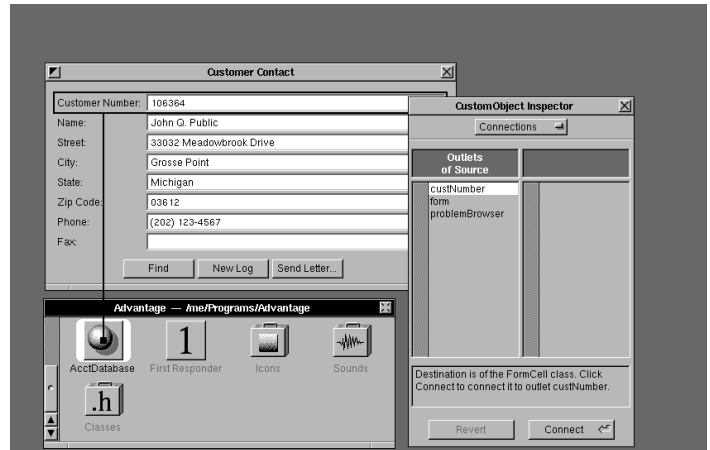 Customer Contact
Customer Number: 106364
Name: John Q. Public
Street: 33032 Meadowbrook Drive
City: Grosse Point
State: Michigan
Zip Code: 03612
Phone: (202) 123-4567
Fax:
Find New Log Send Letter...
Advantage — /me/Programs/Advantage
1
AcctDatabase First Responder Icons Sounds
.h
Classes
CustomObject Inspector
Connections
Outlets
of Source
custNumber
form
problemBrowser
Destination is of the FormCell class. Click
Connect to connect it to outlet custNumber.
Revert Connect